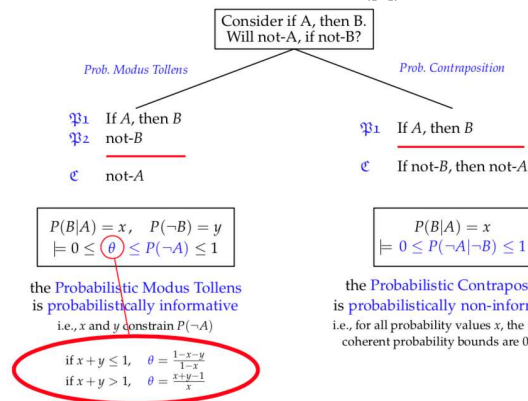 Consider if A, then B.
Will not-A, if not-B?
Prob. Modus Tollens
𝔓1 If A, then B
𝔓2 not-B
ℭ not-A
P(B|A) = x, P(¬B) = y
⊨ 0 ≤ θ ≤ P(¬A) ≤ 1
the Probabilistic Modus Tollens
is probabilistically informative
i.e., x and y constrain P(¬A)
if x + y ≤ 1, θ = (1−x−y)/(1−x)
if x + y > 1, θ = (x+y−1)/x
Prob. Contraposition
𝔓1 If A, then B
ℭ If not-B, then not-A
P(B|A) = x
⊨ 0 ≤ P(¬A|¬B) ≤ 1
the Probabilistic Contrapos
is probabilistically non-inform
i.e., for all probability values x, the
coherent probability bounds are 0